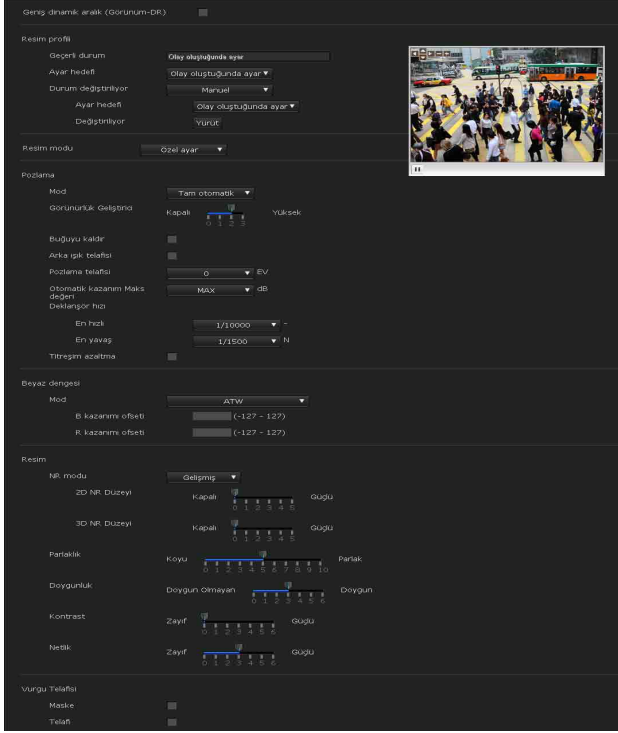 Geniş dinamik aralık (Görünüm-DR)
Resim profili
Geçerli durum Olay oluştuğunda ayar
Ayar hedefi Olay oluştuğunda ayar
Durum değiştiriliyor Manuel
Ayar hedefi Olay oluştuğunda ayar
Değiştiriliyor Yürüt
Resim modu Özel ayar
Pozlama
Mod Tam otomatik
Görünürlük Geliştirici Kapalı Yüksek
0 1 2 3
Buğuyu kaldır
Arka ışık telafisi
Pozlama telafisi 0 EV
Otomatik kazanım Maks değeri MAX dB
Deklanşör hızı
En hızlı 1/10000 -
En yavaş 1/1500 N
Titreşim azaltma
Beyaz dengesi
Mod ATW
B kazanımı ofseti (-127 – 127)
R kazanımı ofseti (-127 – 127)
Resim
NR modu Gelişmiş
2D NR Düzeyi Kapalı Güçlü
0 1 2 3 4 5
3D NR Düzeyi Kapalı Güçlü
0 1 2 3 4 5
Parlaklık Koyu Parlak
0 1 2 3 4 5 6 7 8 9 10
Doygunluk Doygun Olmayan Doygun
0 1 2 3 4 5 6
Kontrast Zayıf Güçlü
0 1 2 3 4 5 6
Netlik Zayıf Güçlü
0 1 2 3 4 5 6
Vurgu Telafisi
Maske
Telafi